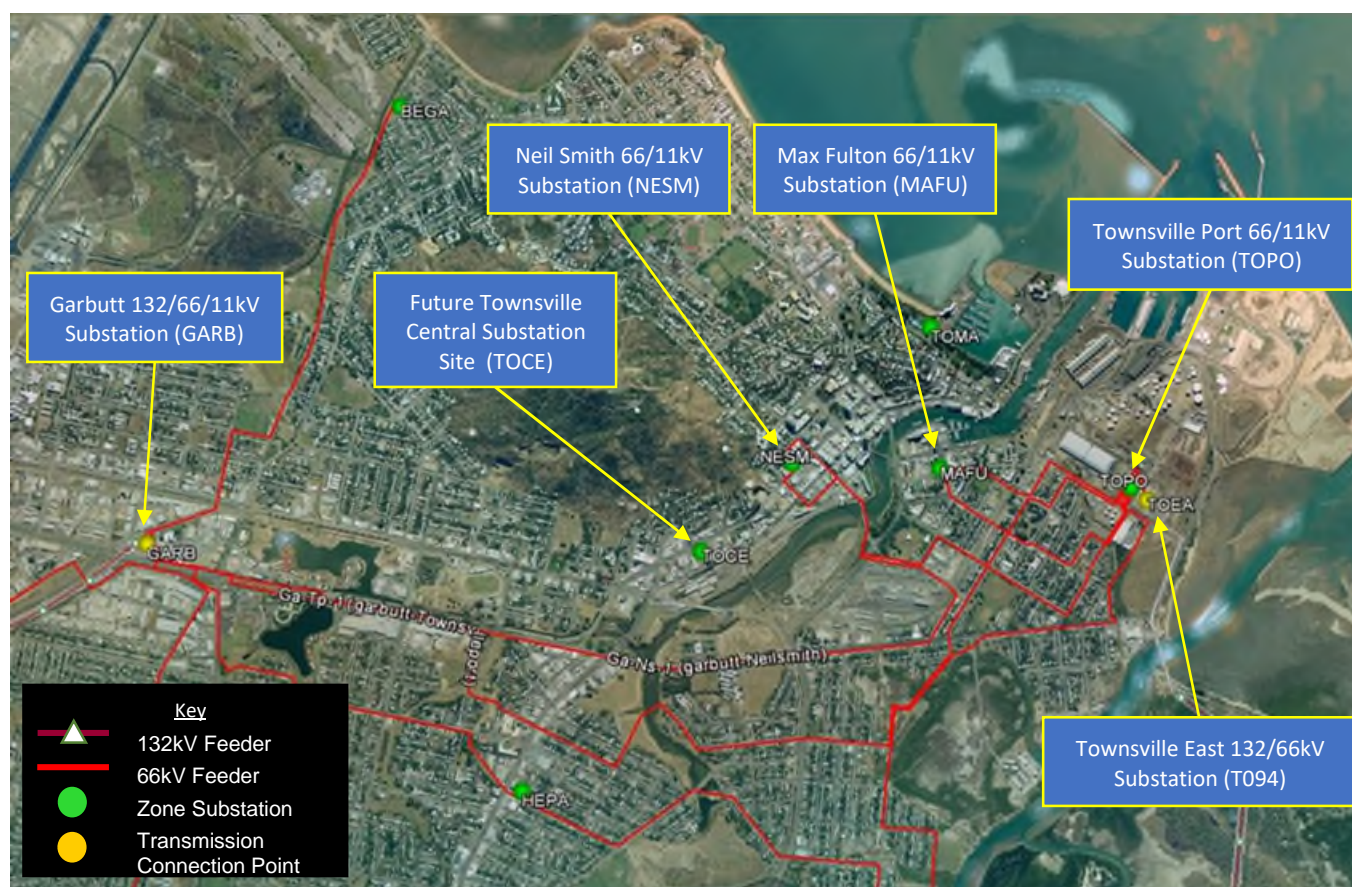 BEGA
Neil Smith 66/11kV
Substation (NESM)
Max Fulton 66/11kV
Substation (MAFU)
Townsville Port 66/11kV
Substation (TOPO)
Garbutt 132/66/11kV
Substation (GARB)
Future Townsville
Central Substation
Site (TOCE)
TOMA
NESM
MAFU
TOPO
TOEA
GARB
TOCE
Ga-Tp-1 (garbutt-Townsville port)
Ga-Ns-1 (garbutt-Neilsmith)
HEPA
Townsville East 132/66kV
Substation (T094)
Key
132kV Feeder
66kV Feeder
Zone Substation
Transmission
Connection Point